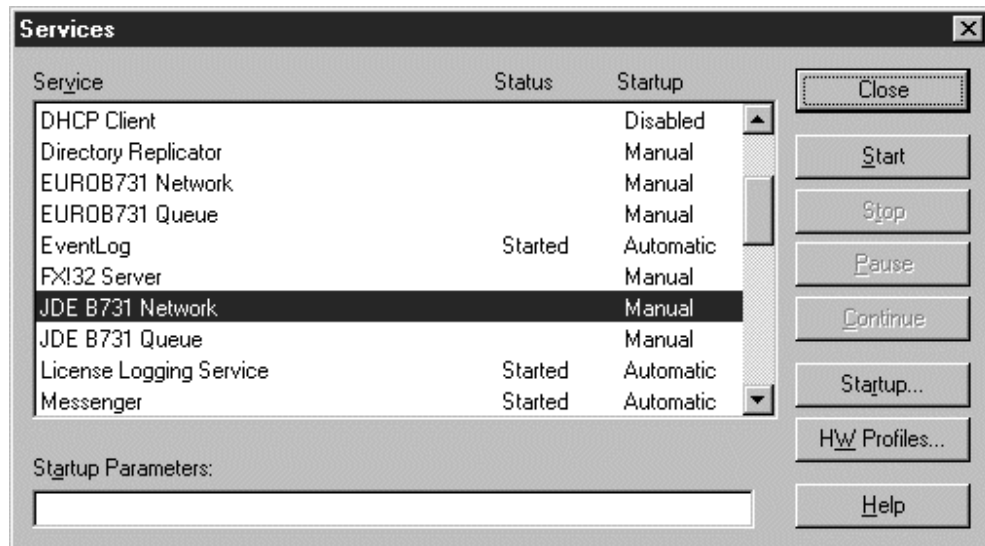 Services
Service Status Startup
DHCP Client Disabled
Directory Replicator Manual
EUROB731 Network Manual
EUROB731 Queue Manual
EventLog Started Automatic
FX!32 Server Manual
JDE B731 Network Manual
JDE B731 Queue Manual
License Logging Service Started Automatic
Messenger Started Automatic
Startup Parameters:
Close
Start
Stop
Pause
Continue
Startup...
HW Profiles...
Help